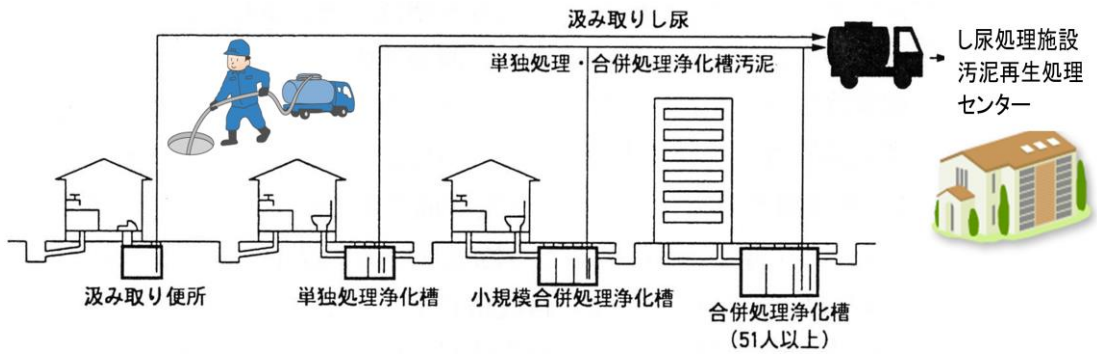 汲み取りし尿
単独処理・合併処理浄化槽汚泥
し尿処理施設
汚泥再生処理
センター
汲み取り便所
単独処理浄化槽
小規模合併処理浄化槽
合併処理浄化槽
(51人以上)